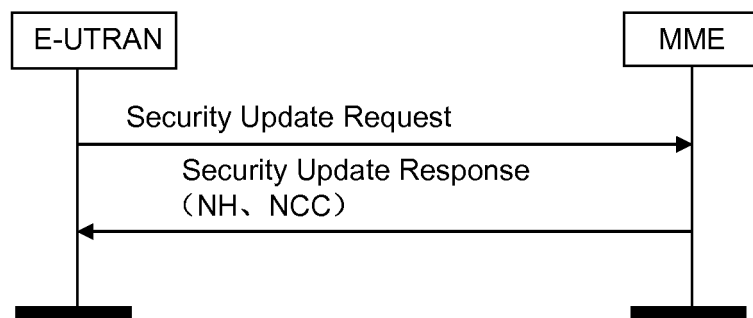 E-UTRAN
MME
Security Update Request
Security Update Response
（NH、NCC）